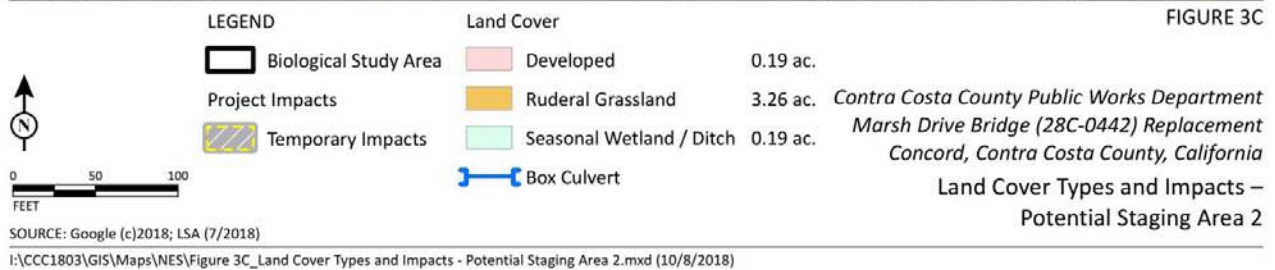 LEGEND
Biological Study Area
Project Impacts
Temporary Impacts
Land Cover
Developed 0.19 ac.
Ruderal Grassland 3.26 ac.
Seasonal Wetland / Ditch 0.19 ac.
Box Culvert
FIGURE 3C
Contra Costa County Public Works Department
Marsh Drive Bridge (28C-0442) Replacement
Concord, Contra Costa County, California
Land Cover Types and Impacts –
Potential Staging Area 2
N
0 50 100
FEET
SOURCE: Google (c)2018; LSA (7/2018)
I:\CCC1803\GIS\Maps\NES\Figure 3C_Land Cover Types and Impacts - Potential Staging Area 2.mxd (10/8/2018)